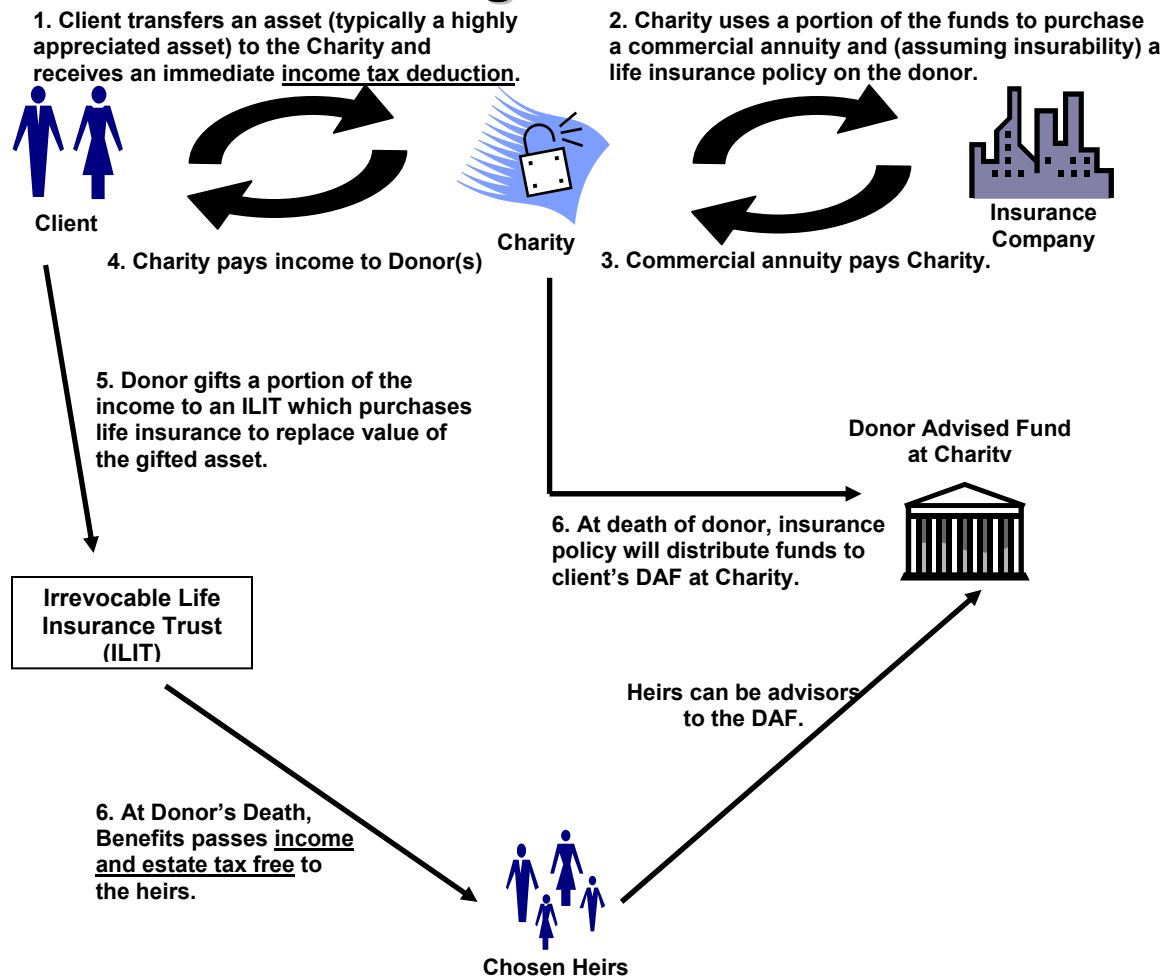 1. Client transfers an asset (typically a highly
appreciated asset) to the Charity and
receives an immediate income tax deduction.
2. Charity uses a portion of the funds to purchase
a commercial annuity and (assuming insurability) a
life insurance policy on the donor.
Client
Charity
Insurance
Company
4. Charity pays income to Donor(s)
3. Commercial annuity pays Charity.
5. Donor gifts a portion of the
income to an ILIT which purchases
life insurance to replace value of
the gifted asset.
Donor Advised Fund
at Charity
6. At death of donor, insurance
policy will distribute funds to
client's DAF at Charity.
Irrevocable Life
Insurance Trust
(ILIT)
Heirs can be advisors
to the DAF.
6. At Donor's Death,
Benefits passes income
and estate tax free to
the heirs.
Chosen Heirs